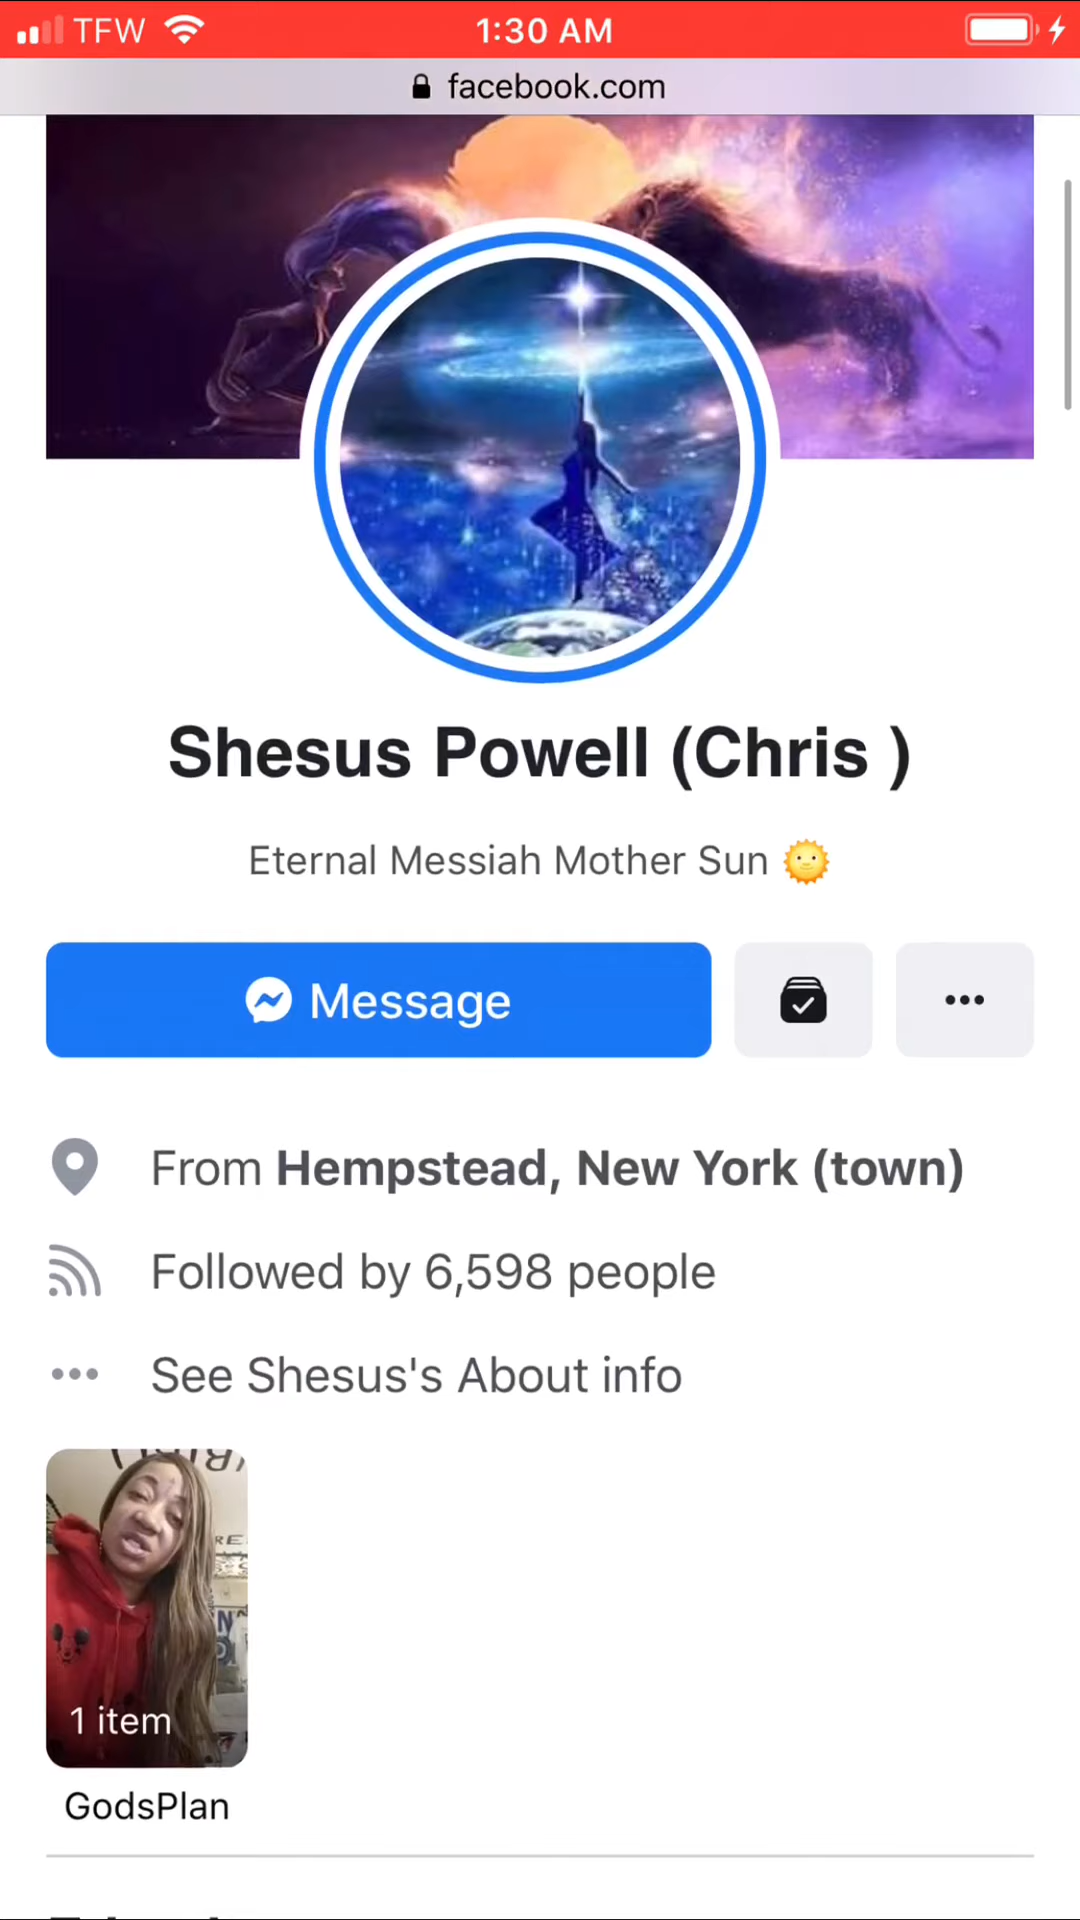 TFW 1:30 AM
facebook.com
Shesus Powell (Chris )
Eternal Messiah Mother Sun 🌞
Message
From Hempstead, New York (town)
Followed by 6,598 people
See Shesus's About info
1 item
GodsPlan